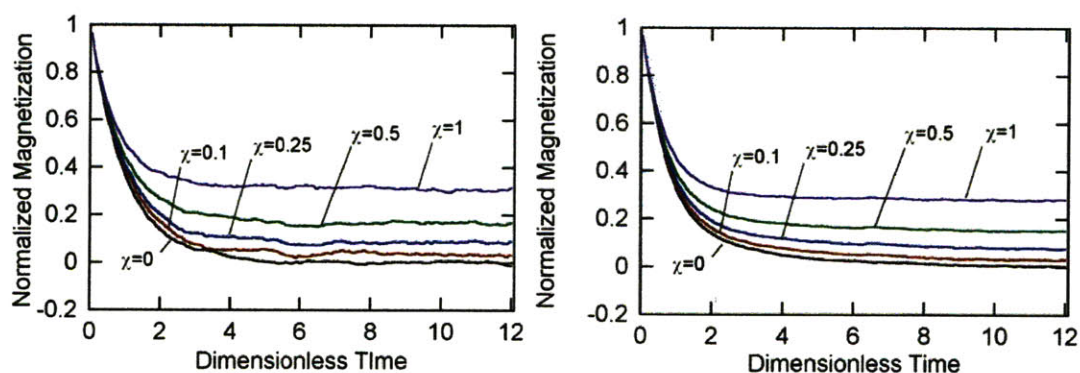 1
0.8
0.6
0.4
0.2
0
-0.2
Normalized Magnetization
χ=0.1
χ=0.25
χ=0.5
χ=1
χ=0
0 2 4 6 8 10 12
Dimensionless TIme
1
0.8
0.6
0.4
0.2
0
-0.2
Normalized Magnetization
χ=0.1
χ=0.25
χ=0.5
χ=1
χ=0
0 2 4 6 8 10 12
Dimensionless Time